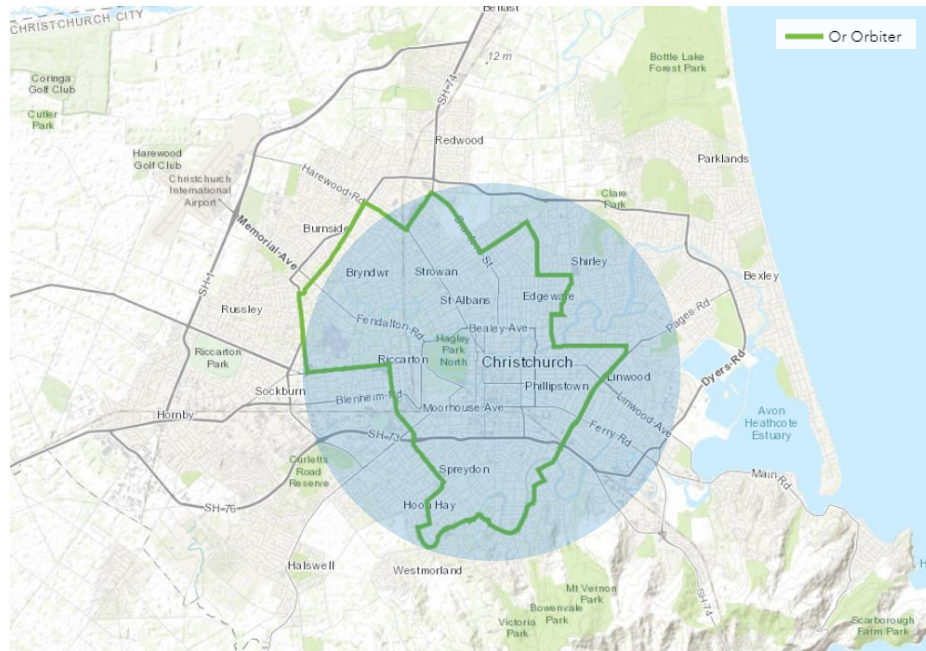 CHRISTCHURCH CITY
Belfast
Or Orbiter
12 m
Bottle Lake
Forest Park
Coringa
Golf Club
Cutler
Park
SH-74
Redwood
Harewood
Golf Club
Parklands
Christchurch
International
Airport
Harewood-Rd
Clare
Park
Memorial-Ave
Burnside
Cranford St
Shirley
SH-1
Bryndwr
Strowan
Bexley
Russley
St Albans
Edgeware
Pages-Rd
Fendalton-Rd
Bealey-Ave
Hagley
Park
North
Riccarton
Park
Riccarton
Christchurch
Dyers-Rd
Sockburn
Phillipstown
Linwood
Blenheim-Rd
Linwood-Ave
Hornby
Moorhouse-Ave
Avon
Heathcote
Estuary
SH-73
Ferry Rd
Curletts
Road
Reserve
Spreydon
Main Rd
SH-76
Hoon Hay
Halswell
Westmorland
Mt Vernon
Park
SH-74
Bowenvale
Park
Victoria
Park
Scarborough
Farm Park